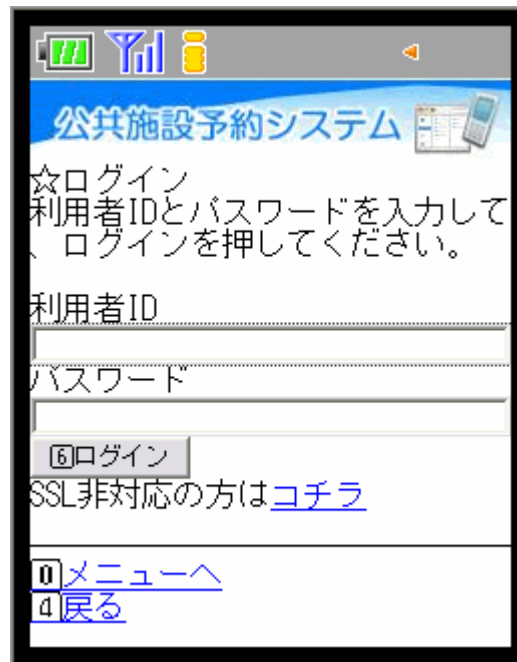 公共施設予約システム
☆ログイン
利用者IDとパスワードを入力して
、ログインを押してください。
利用者ID
パスワード
6ログイン
SSL非対応の方はコチラ
0メニューへ
4戻る